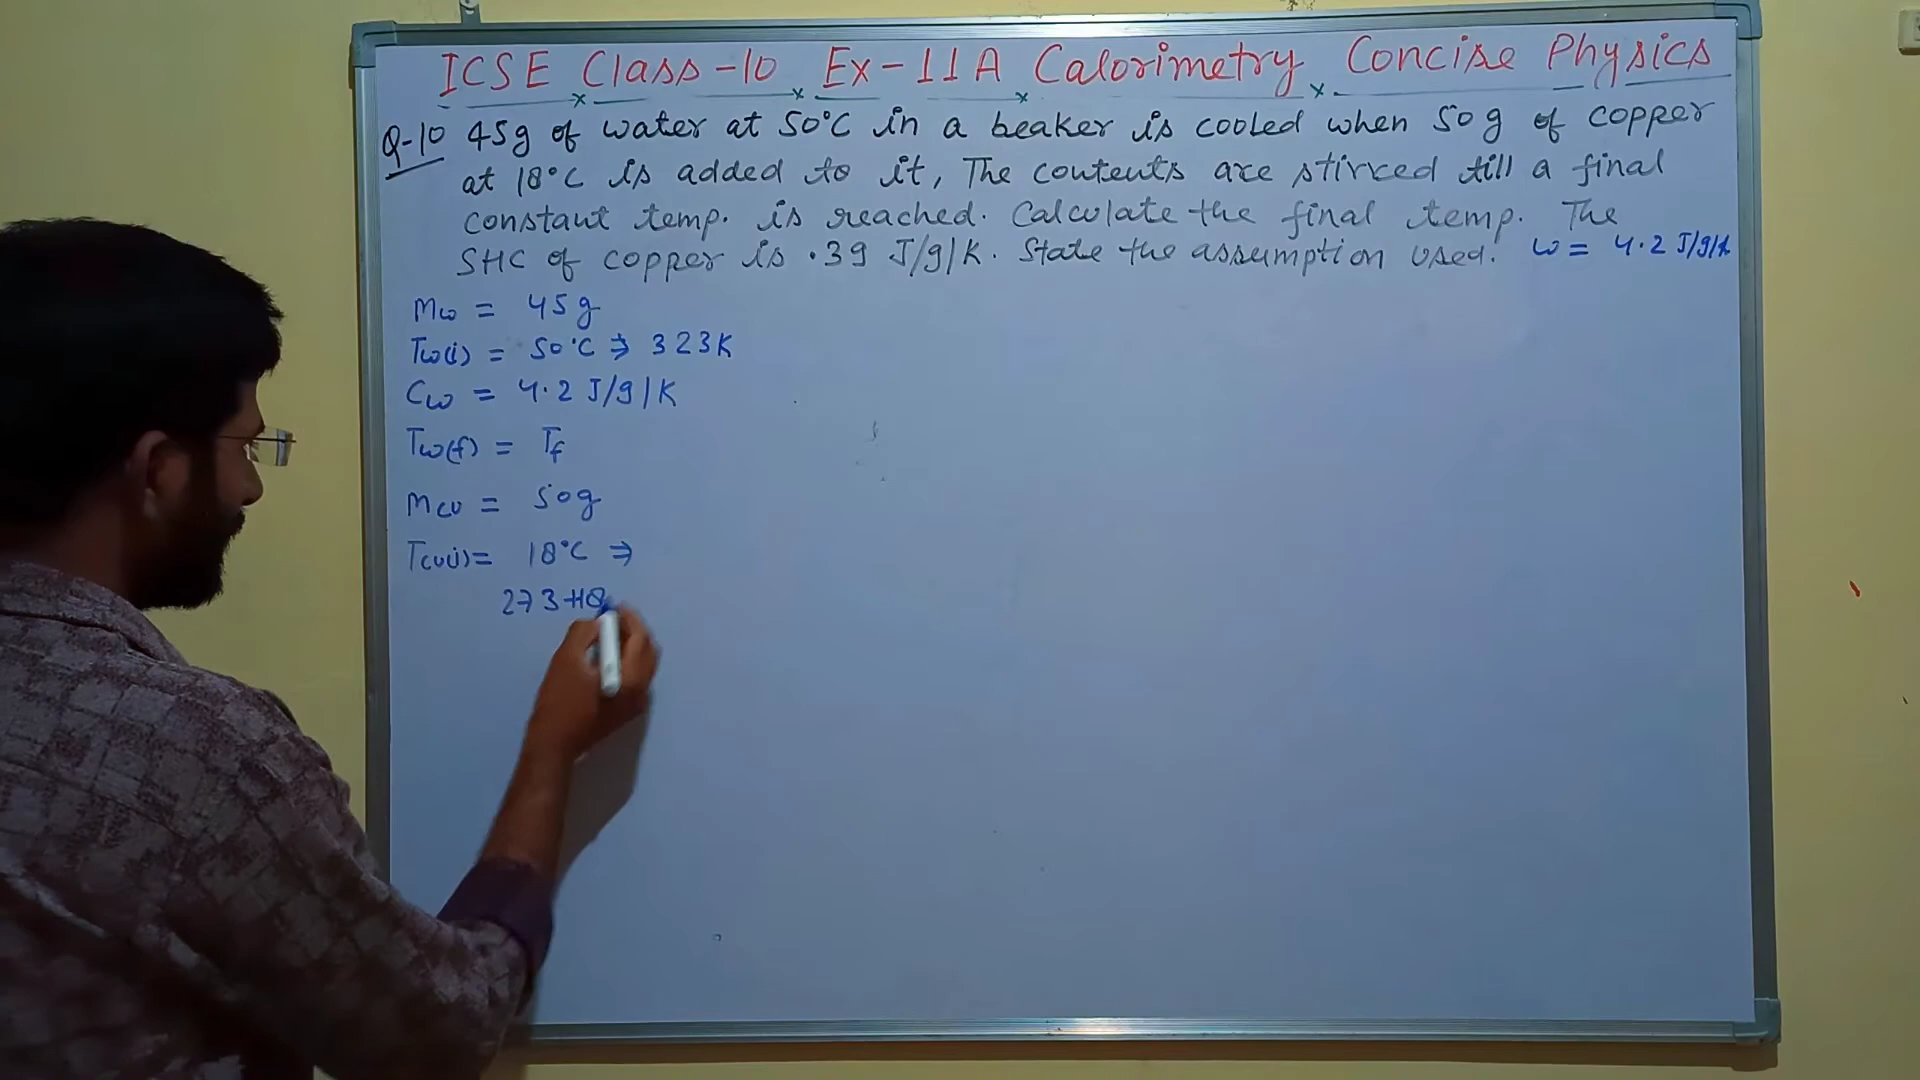 ICSE Class-10 Ex-11A Calorimetry Concise Physics
Q-10 45g of water at 50°C in a beaker is cooled when 50g of copper
at 18°C is added to it, The contents are stirred till a final
constant temp. is reached. Calculate the final temp. The
SHC of copper is .39 J/g/K. State the assumption used. ω = 4.2 J/g/K
Mω = 45g
Tω(i) = 50°C ⇒ 323K
Cω = 4.2 J/g/K
Tω(f) = Tf
MCU = 50g
TCU(i) = 18°C ⇒
273+18